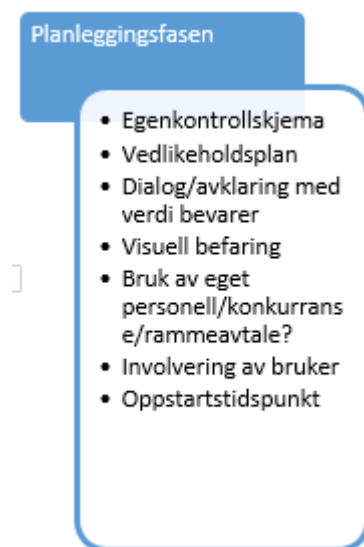 Planleggingsfasen
• Egenkontrollskjema
• Vedlikeholdsplan
• Dialog/avklaring med
verdi bevarer
• Visuell befaring
• Bruk av eget
personell/konkurrans
e/rammeavtale?
• Involvering av bruker
• Oppstartstidspunkt